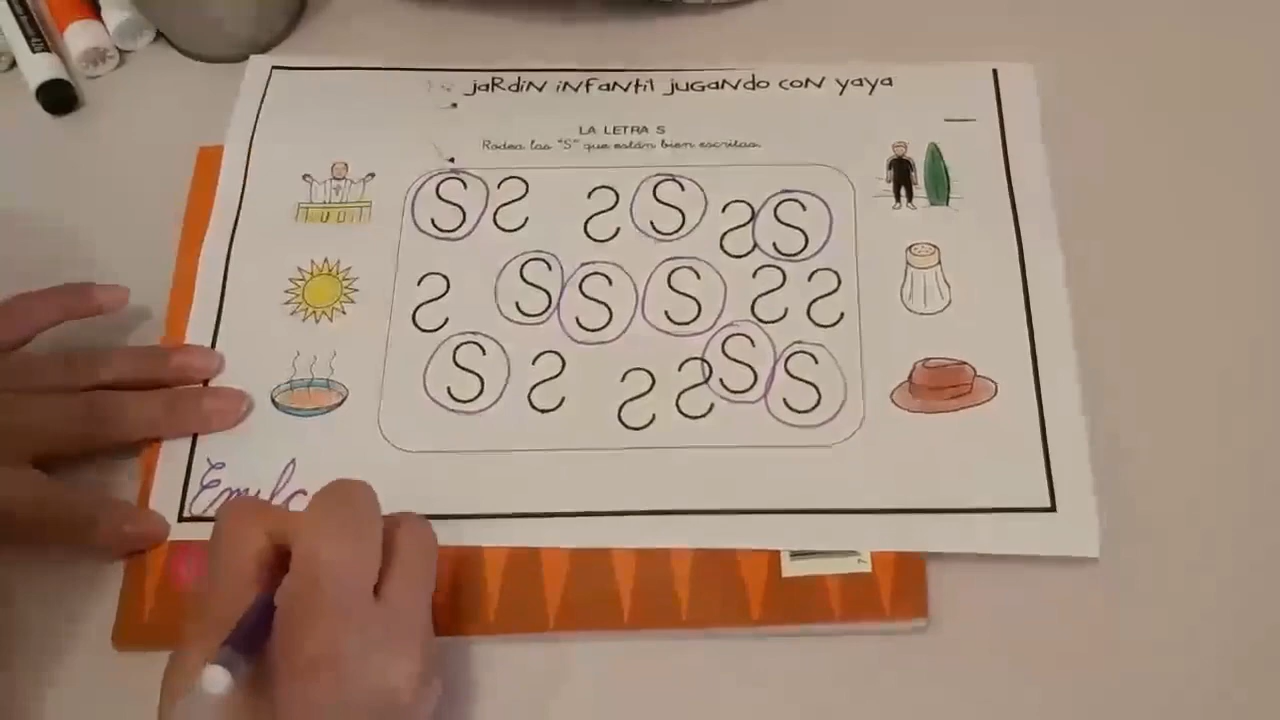 jaRdiN iNfaNtil jugaNdo coN yaya
LA LETRA S
Rodea las "S" que están bien escritas.
S S S S S S
S S S S S S
S S S S S S